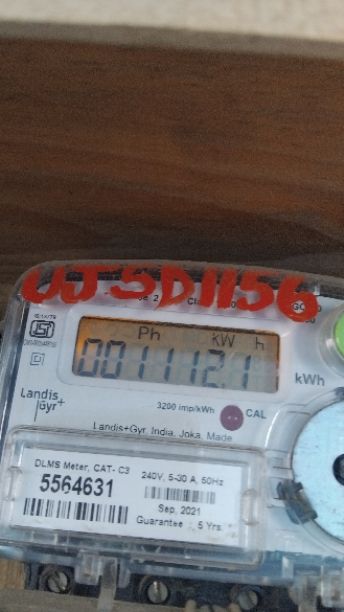 UJSD1156
Ph kW h
0011112.1
kWh
Landis
Gyr+
3200 imp/kWh
CAL
Landis+Gyr, India, Joka, Made
DLMS Meter, CAT- C3
5564631
240V, 5-30 A, 50Hz
Sep, 2021
Guarantee : 5 Yrs.